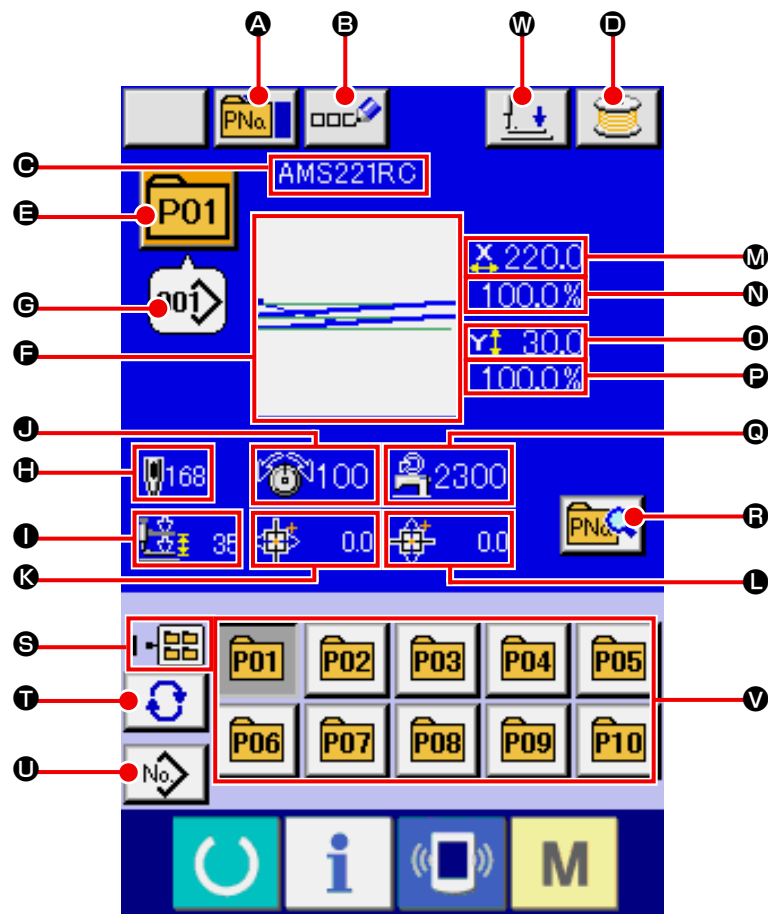 A B W D
PNo.
C AMS221RC
E P01
M X 220.0
G 001
N 100.0%
F
O Y 30.0
P 100.0%
J Q
H 168 100 2300
R PNo.
I 35 0.0 0.0
K L
S
P01 P02 P03 P04 P05
T V
P06 P07 P08 P09 P10
U No.
i M